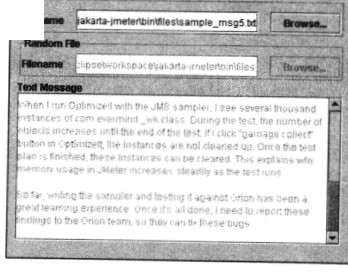 ame jakarta-jmeter\bin\files\sample_msg5.txt Browse...
Random File
Filename clipse\workspace\jakarta-jmeter\bin\files Browse...
Text Message
When I run Optimizeit with the JMS sampler, I see several thousand
instances of com.evermind._wk class. During the test, the number of
objects increases until the end of the test. If I click "garbage collect"
button in Optimizeit, the instances are not cleaned up. Once the test
plan is finished, these instances can be cleared. This explains why
memory usage in JMeter increases steadily as the test runs.
So far, writing the sampler and testing it against Orion has been a
great learning experience. Once it's all done, I need to report these
findings to the Orion team, so they can fix these bugs.